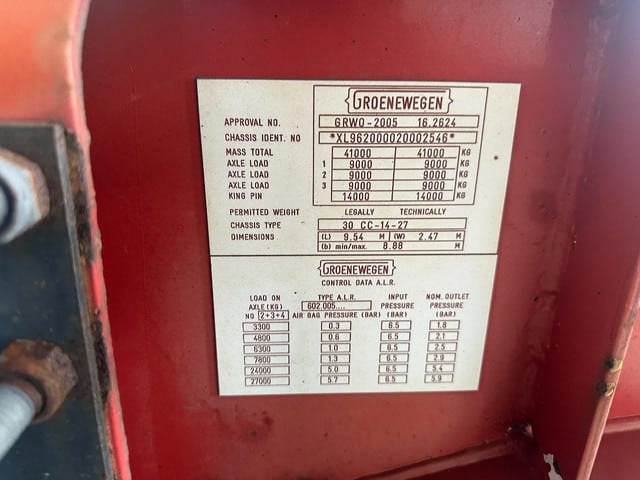 GROENEWEGEN
APPROVAL NO. GRWO-2005 16.2624
CHASSIS IDENT. NO *XL962000020002546*
MASS TOTAL 41000 41000 KG
AXLE LOAD 1 9000 9000 KG
AXLE LOAD 2 9000 9000 KG
AXLE LOAD 3 9000 9000 KG
KING PIN 14000 14000 KG
PERMITTED WEIGHT LEGALLY TECHNICALLY
CHASSIS TYPE 30 CC-14-27
DIMENSIONS (L) 9.54 M (W) 2.47 M
(b) min/max. 8.88 M
GROENEWEGEN
CONTROL DATA A.L.R.
LOAD ON TYPE A.L.R. INPUT NOM. OUTLET
AXLE (KG) 602.005.... PRESSURE PRESSURE
NO 2+3+4 AIR BAG PRESSURE (BAR) (BAR) (BAR)
3300 0.3 6.5 1.8
4800 0.6 6.5 2.1
6300 1.0 6.5 2.5
7800 1.3 6.5 2.9
24000 5.0 6.5 5.4
27000 5.7 6.5 5.9